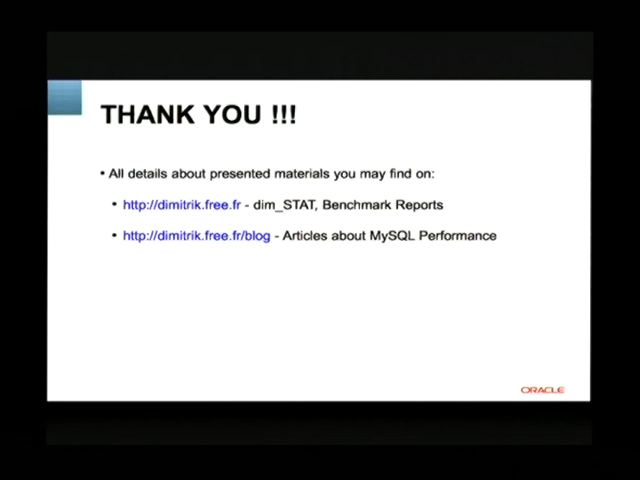 THANK YOU !!!
• All details about presented materials you may find on:
• http://dimitrik.free.fr - dim_STAT, Benchmark Reports
• http://dimitrik.free.fr/blog - Articles about MySQL Performance
ORACLE